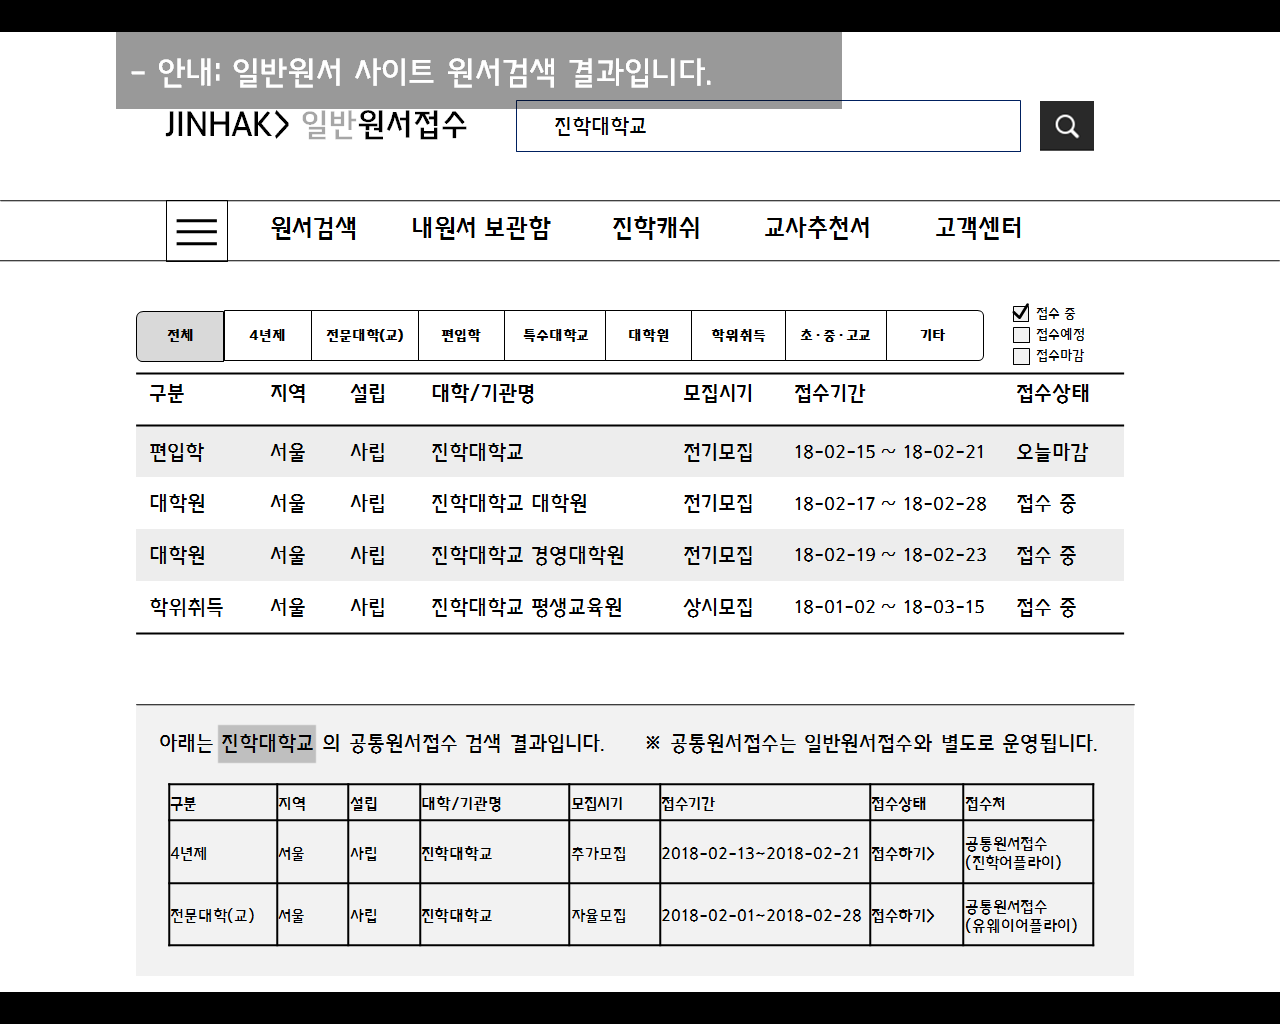 - 안내: 일반원서 사이트 원서검색 결과입니다.
JINHAK> 일반원서접수
진학대학교
원서검색 내원서 보관함 진학캐쉬 교사추천서 고객센터
전체 4년제 전문대학(교) 편입학 특수대학교 대학원 학위취득 초·중·고교 기타
접수 중
접수예정
접수마감
구분 지역 설립 대학/기관명 모집시기 접수기간 접수상태
편입학 서울 사립 진학대학교 전기모집 18-02-15 ~ 18-02-21 오늘마감
대학원 서울 사립 진학대학교 대학원 전기모집 18-02-17 ~ 18-02-28 접수 중
대학원 서울 사립 진학대학교 경영대학원 전기모집 18-02-19 ~ 18-02-23 접수 중
학위취득 서울 사립 진학대학교 평생교육원 상시모집 18-01-02 ~ 18-03-15 접수 중
아래는 진학대학교 의 공통원서접수 검색 결과입니다. ※ 공통원서접수는 일반원서접수와 별도로 운영됩니다.
구분 지역 설립 대학/기관명 모집시기 접수기간 접수상태 접수처
4년제 서울 사립 진학대학교 추가모집 2018-02-13~2018-02-21 접수하기> 공통원서접수
(진학어플라이)
전문대학(교) 서울 사립 진학대학교 자율모집 2018-02-01~2018-02-28 접수하기> 공통원서접수
(유웨이어플라이)